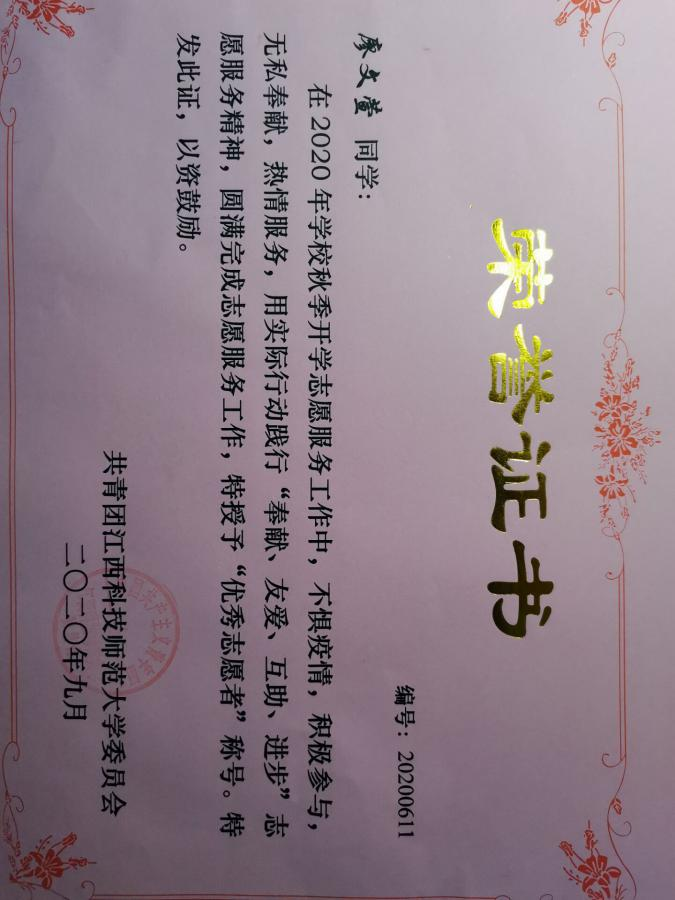 荣誉证书
编号：20200611
廖文萱 同学：
在2020年学校秋季开学志愿服务工作中，不惧疫情，积极参与，
无私奉献，热情服务，用实际行动践行“奉献、友爱、互助、进步”志
愿服务精神，圆满完成志愿服务工作，特授予“优秀志愿者”称号。特
发此证，以资鼓励。
共青团江西科技师范大学委员会
二〇二〇年九月